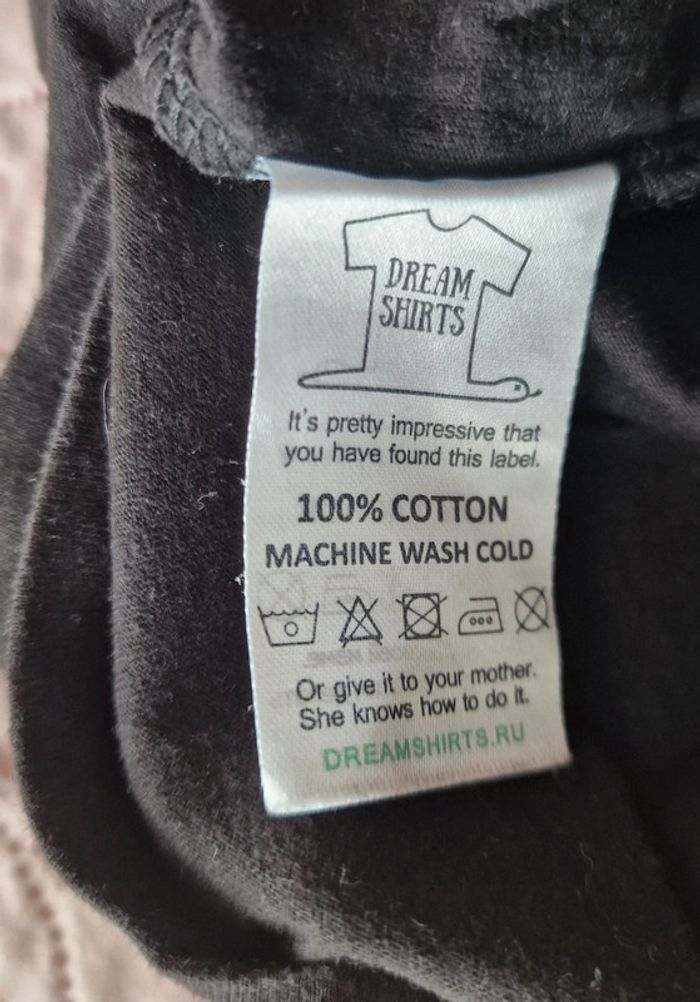 DREAM
SHIRTS
It's pretty impressive that
you have found this label.
100% COTTON
MACHINE WASH COLD
Or give it to your mother.
She knows how to do it.
DREAMSHIRTS.RU